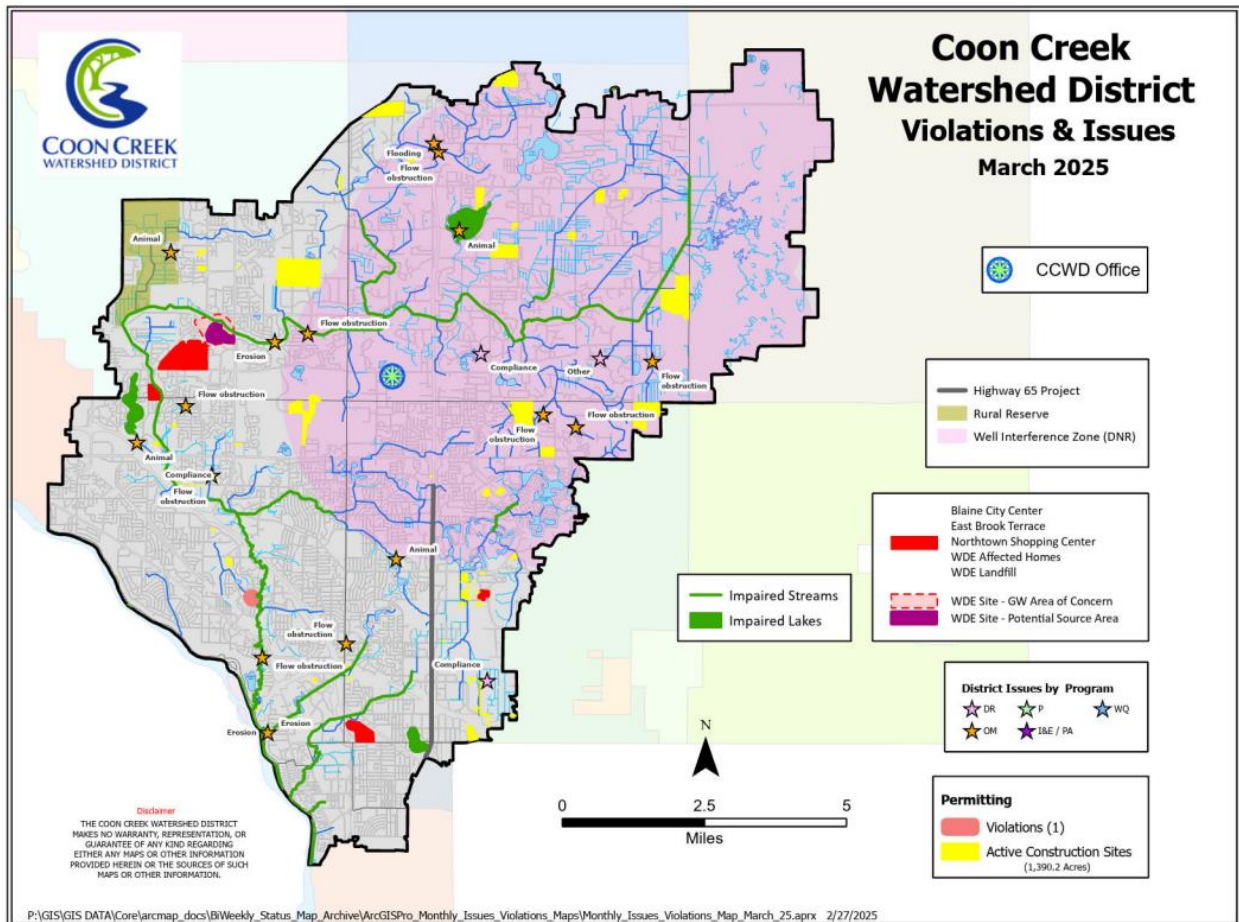 COON CREEK
WATERSHED DISTRICT
Coon Creek
Watershed District
Violations & Issues
March 2025
CCWD Office
Highway 65 Project
Rural Reserve
Well Interference Zone (DNR)
Blaine City Center
East Brook Terrace
Northtown Shopping Center
WDE Affected Homes
WDE Landfill
WDE Site - GW Area of Concern
WDE Site - Potential Source Area
Impaired Streams
Impaired Lakes
District Issues by Program
DR
P
WQ
OM
I&E / PA
Permitting
Violations (1)
Active Construction Sites
(1,390.2 Acres)
Flooding
Flow
obstruction
Animal
Animal
Flow obstruction
Erosion
Compliance
Other
Flow
obstruction
Flow obstruction
Flow obstruction
Flow
obstruction
Animal
Compliance
Flow
obstruction
Animal
Flow
obstruction
Flow obstruction
Compliance
Erosion
Erosion
N
0
2.5
5
Miles
Disclaimer
THE COON CREEK WATERSHED DISTRICT
MAKES NO WARRANTY, REPRESENTATION, OR
GUARANTEE OF ANY KIND REGARDING
EITHER ANY MAPS OR OTHER INFORMATION
PROVIDED HEREIN OR THE SOURCES OF SUCH
MAPS OR OTHER INFORMATION.
P:\GIS\GIS DATA\Core\arcmap_docs\BiWeekly_Status_Map_Archive\ArcGISPro_Monthly_Issues_Violations_Maps\Monthly_Issues_Violations_Map_March_25.aprx 2/27/2025